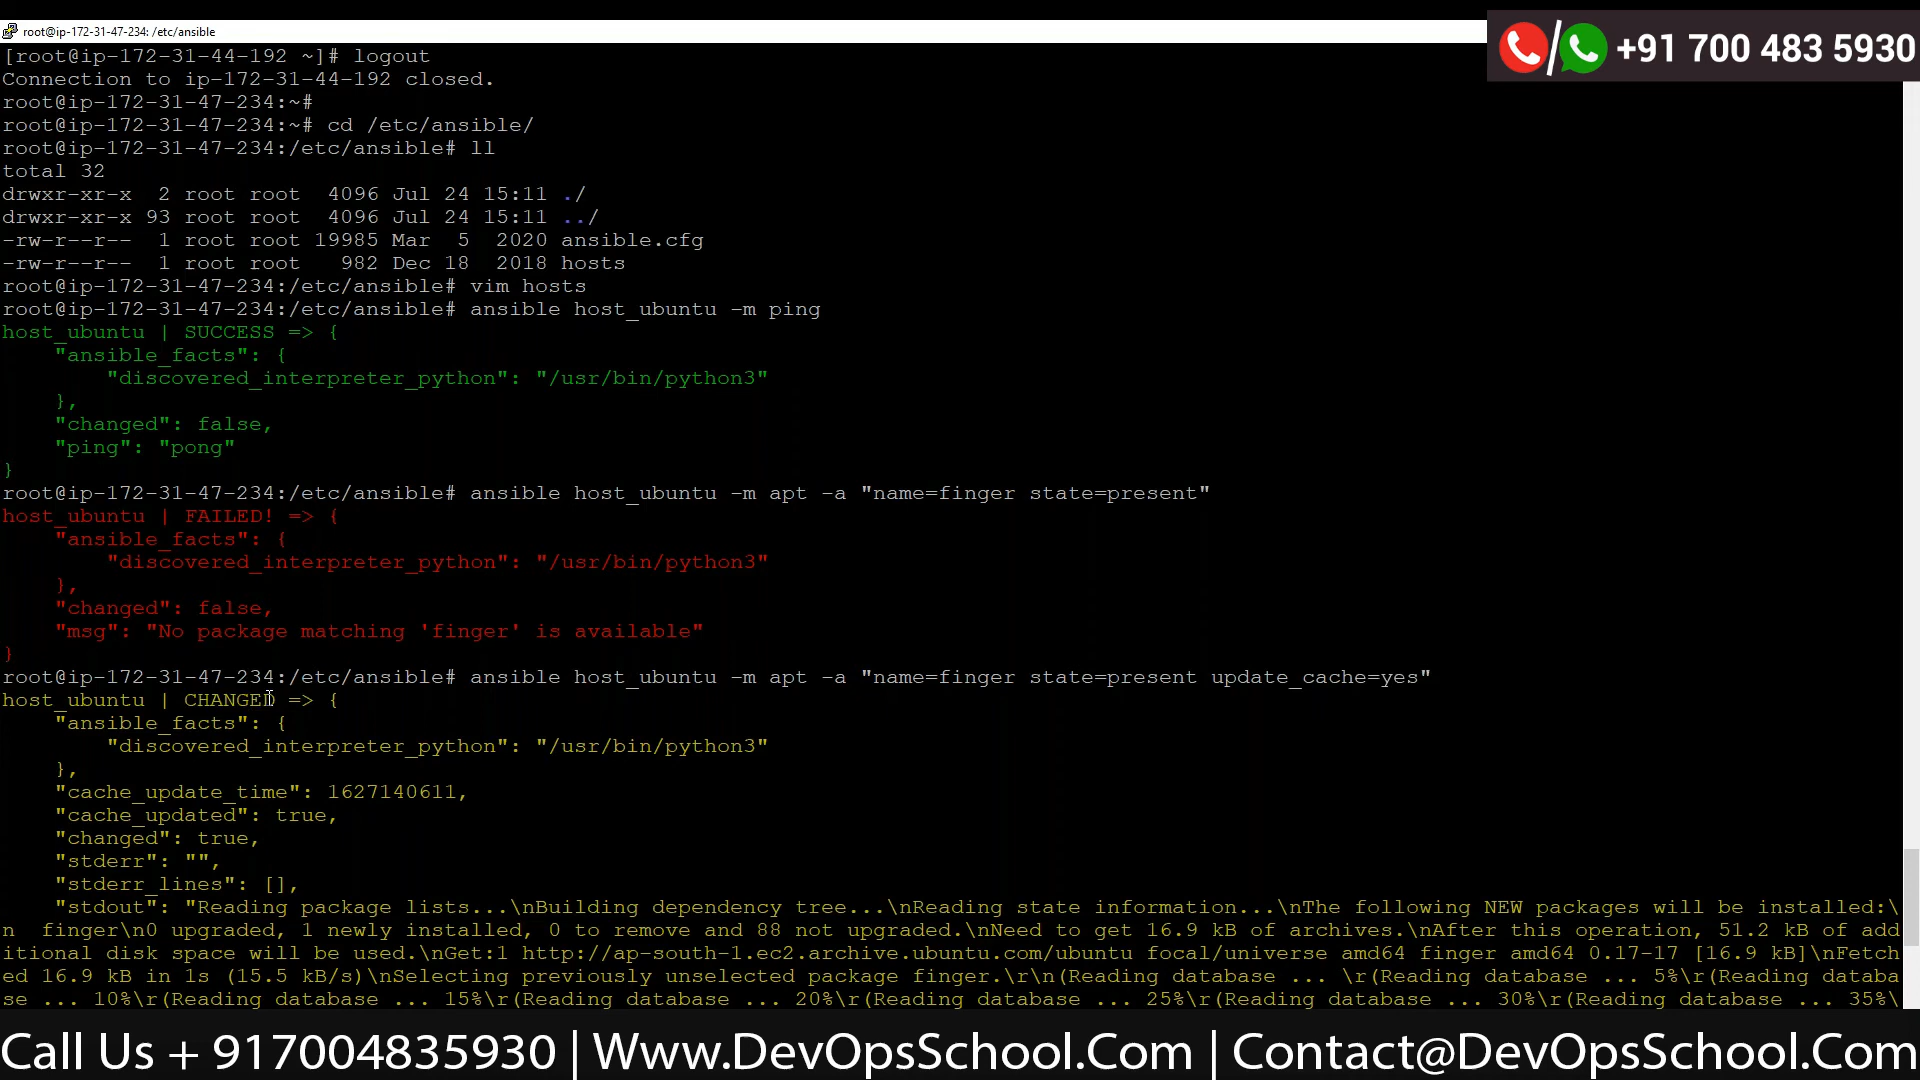 root@ip-172-31-47-234: /etc/ansible
+91 700 483 5930
[root@ip-172-31-44-192 ~]# logout
Connection to ip-172-31-44-192 closed.
root@ip-172-31-47-234:~#
root@ip-172-31-47-234:~# cd /etc/ansible/
root@ip-172-31-47-234:/etc/ansible# ll
total 32
drwxr-xr-x  2 root root  4096 Jul 24 15:11 ./
drwxr-xr-x 93 root root  4096 Jul 24 15:11 ../
-rw-r--r--  1 root root 19985 Mar  5  2020 ansible.cfg
-rw-r--r--  1 root root   982 Dec 18  2018 hosts
root@ip-172-31-47-234:/etc/ansible# vim hosts
root@ip-172-31-47-234:/etc/ansible# ansible host_ubuntu -m ping
host_ubuntu | SUCCESS => {
    "ansible_facts": {
        "discovered_interpreter_python": "/usr/bin/python3"
    },
    "changed": false,
    "ping": "pong"
}
root@ip-172-31-47-234:/etc/ansible# ansible host_ubuntu -m apt -a "name=finger state=present"
host_ubuntu | FAILED! => {
    "ansible_facts": {
        "discovered_interpreter_python": "/usr/bin/python3"
    },
    "changed": false,
    "msg": "No package matching 'finger' is available"
}
root@ip-172-31-47-234:/etc/ansible# ansible host_ubuntu -m apt -a "name=finger state=present update_cache=yes"
host_ubuntu | CHANGED => {
    "ansible_facts": {
        "discovered_interpreter_python": "/usr/bin/python3"
    },
    "cache_update_time": 1627140611,
    "cache_updated": true,
    "changed": true,
    "stderr": "",
    "stderr_lines": [],
    "stdout": "Reading package lists...\nBuilding dependency tree...\nReading state information...\nThe following NEW packages will be installed:\
n  finger\n0 upgraded, 1 newly installed, 0 to remove and 88 not upgraded.\nNeed to get 16.9 kB of archives.\nAfter this operation, 51.2 kB of add
itional disk space will be used.\nGet:1 http://ap-south-1.ec2.archive.ubuntu.com/ubuntu focal/universe amd64 finger amd64 0.17-17 [16.9 kB]\nFetch
ed 16.9 kB in 1s (15.5 kB/s)\nSelecting previously unselected package finger.\r\n(Reading database ... \r(Reading database ... 5%\r(Reading databa
se ... 10%\r(Reading database ... 15%\r(Reading database ... 20%\r(Reading database ... 25%\r(Reading database ... 30%\r(Reading database ... 35%\
Call Us + 917004835930 | Www.DevOpsSchool.Com | Contact@DevOpsSchool.Com